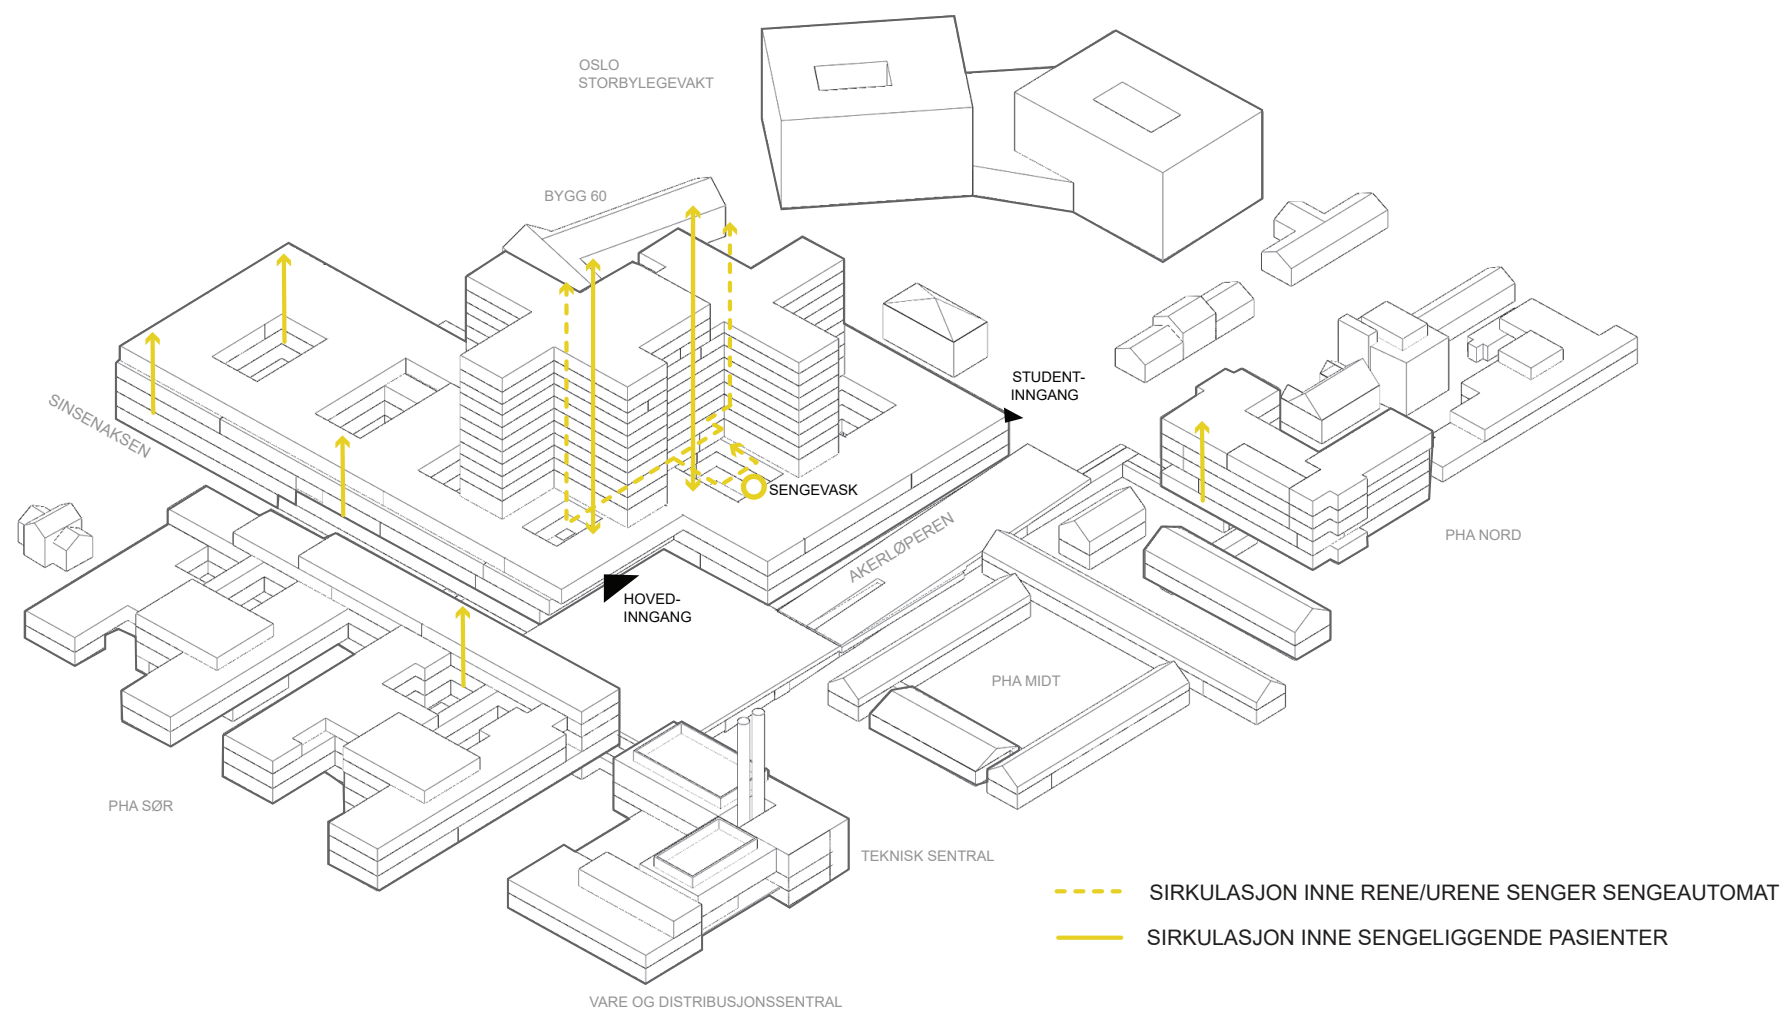 OSLO
STORBYLEGEVAKT
BYGG 60
STUDENT-
INNGANG
SINSENAKSEN
SENGEVASK
AKERLØPEREN
PHA NORD
HOVED-
INNGANG
PHA MIDT
PHA SØR
TEKNISK SENTRAL
SIRKULASJON INNE RENE/URENE SENGER SENGEAUTOMAT
SIRKULASJON INNE SENGELIGGENDE PASIENTER
VARE OG DISTRIBUSJONSSENTRAL